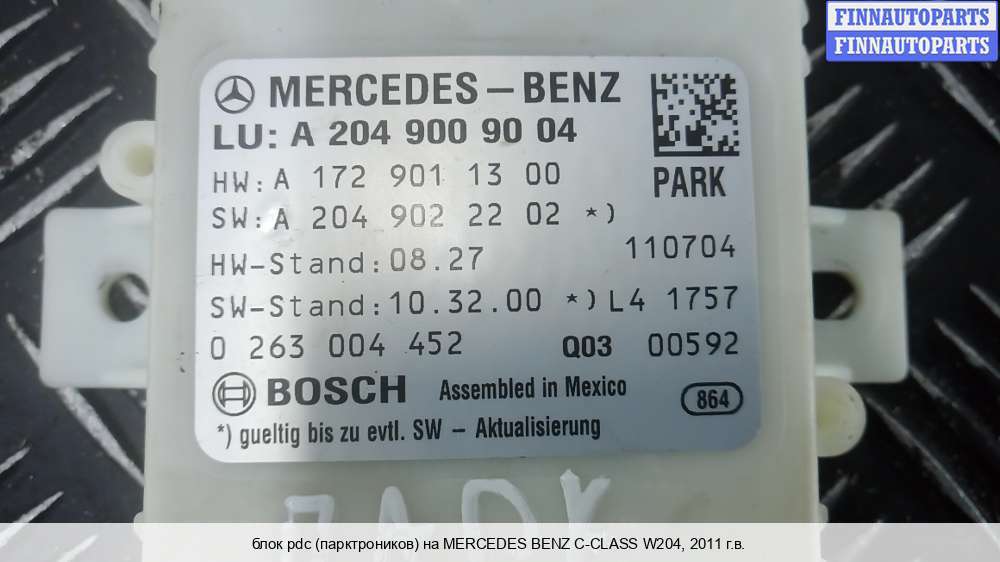 FINNAUTOPARTS
FINNAUTOPARTS
MERCEDES – BENZ
LU: A 204 900 90 04
HW: A 172 901 13 00
PARK
SW: A 204 902 22 02 *)
HW-Stand: 08.27 110704
SW-Stand: 10.32.00 *) L4 1757
0 263 004 452 Q03 00592
BOSCH Assembled in Mexico 864
*) gueltig bis zu evtl. SW – Aktualisierung
PARK
блок pdc (парктроников) на MERCEDES BENZ C-CLASS W204, 2011 г.в.